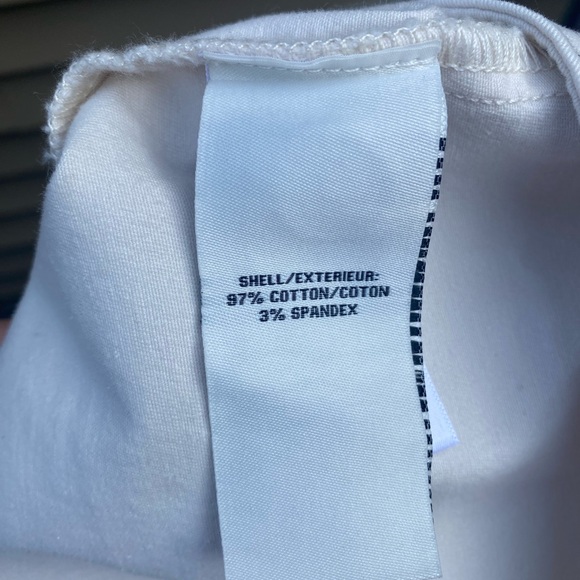 SHELL/EXTERIEUR:
97% COTTON/COTON
3% SPANDEX